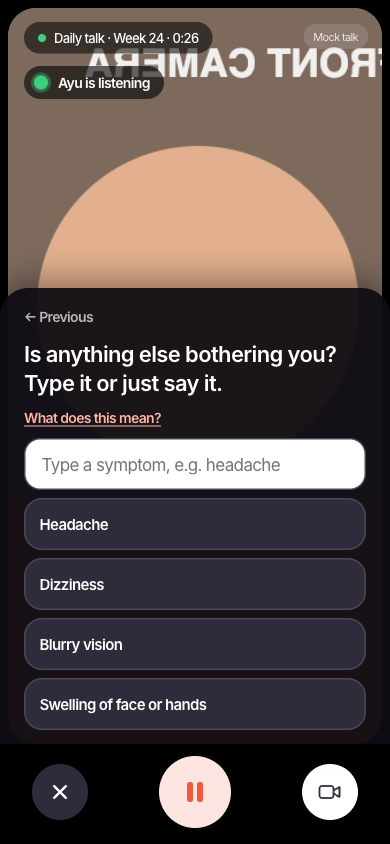 Daily talk · Week 24 · 0:26
Mock talk
FRONT CAMERA
Ayu is listening
← Previous
Is anything else bothering you?
Type it or just say it.
What does this mean?
Type a symptom, e.g. headache
Headache
Dizziness
Blurry vision
Swelling of face or hands